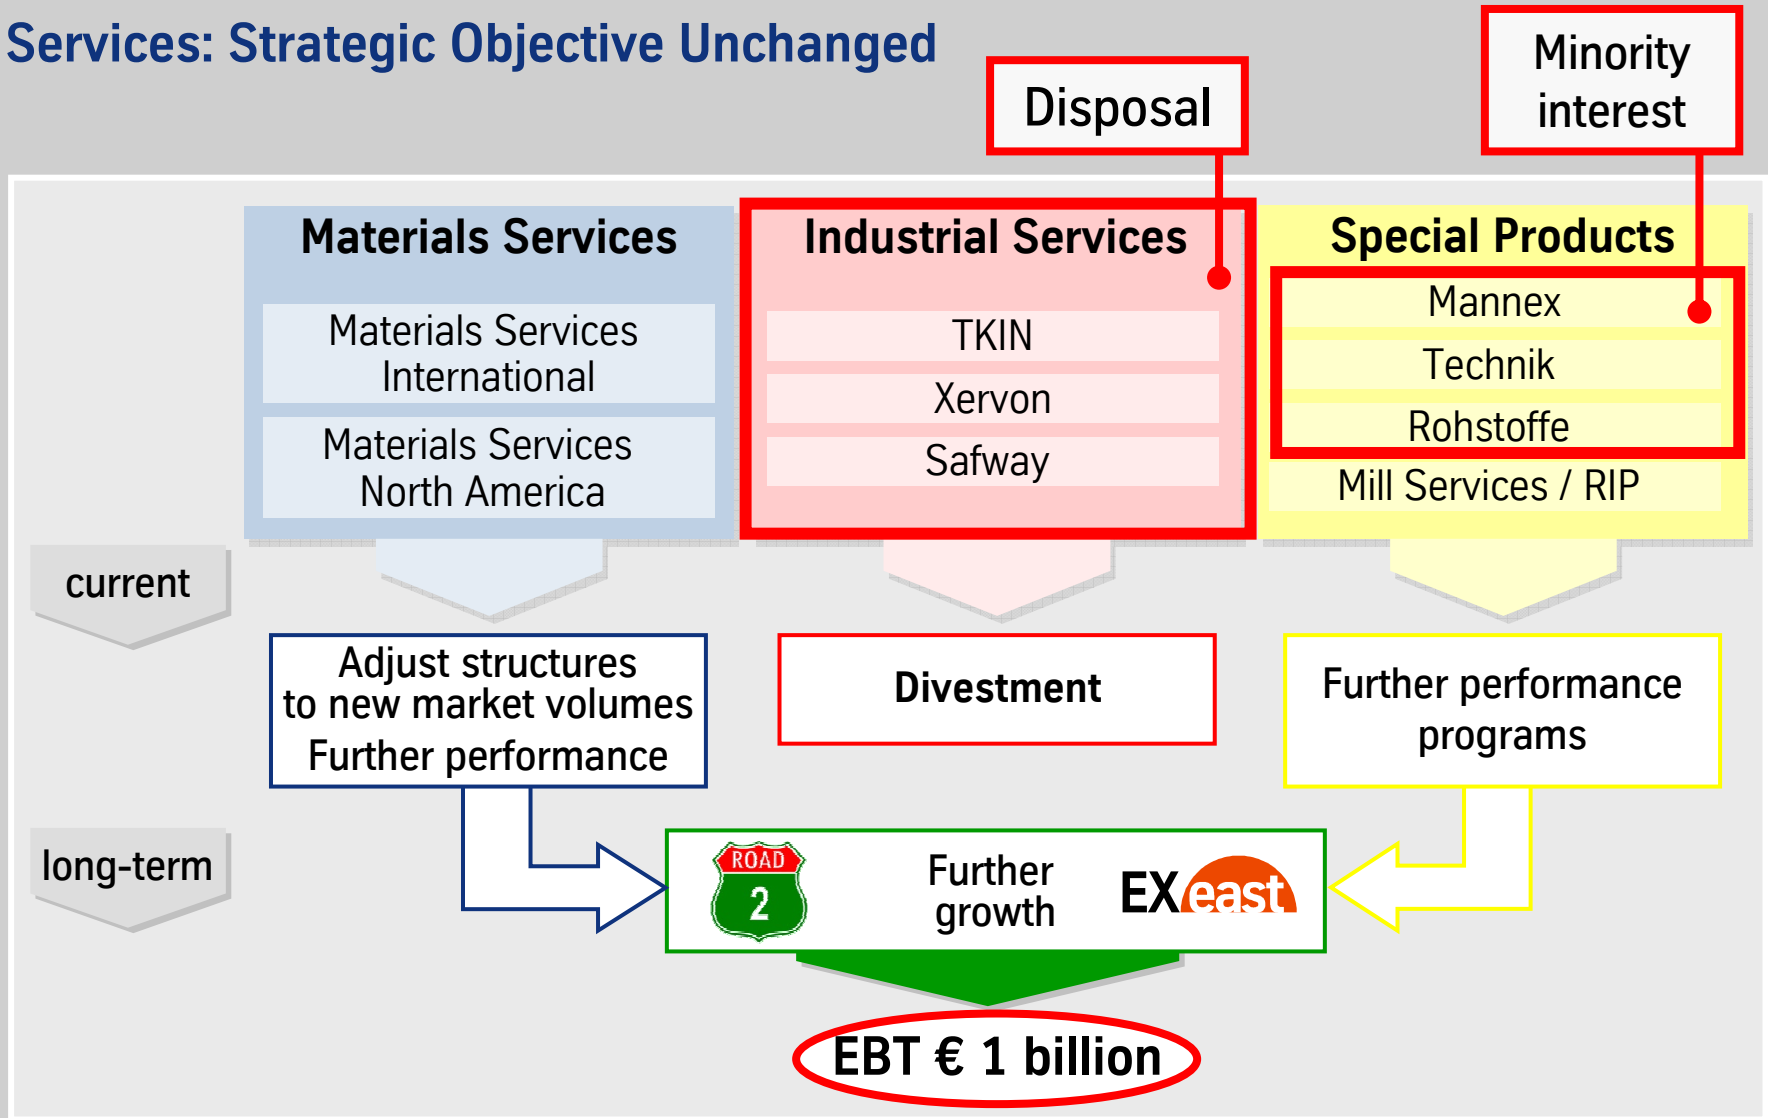 Services: Strategic Objective Unchanged
Disposal
Minority
interest
Materials Services
Materials Services
International
Materials Services
North America
Industrial Services
TKIN
Xervon
Safway
Special Products
Mannex
Technik
Rohstoffe
Mill Services / RIP
current
Adjust structures
to new market volumes
Further performance
Divestment
Further performance
programs
long-term
ROAD
2
Further
growth
EXeast
EBT € 1 billion